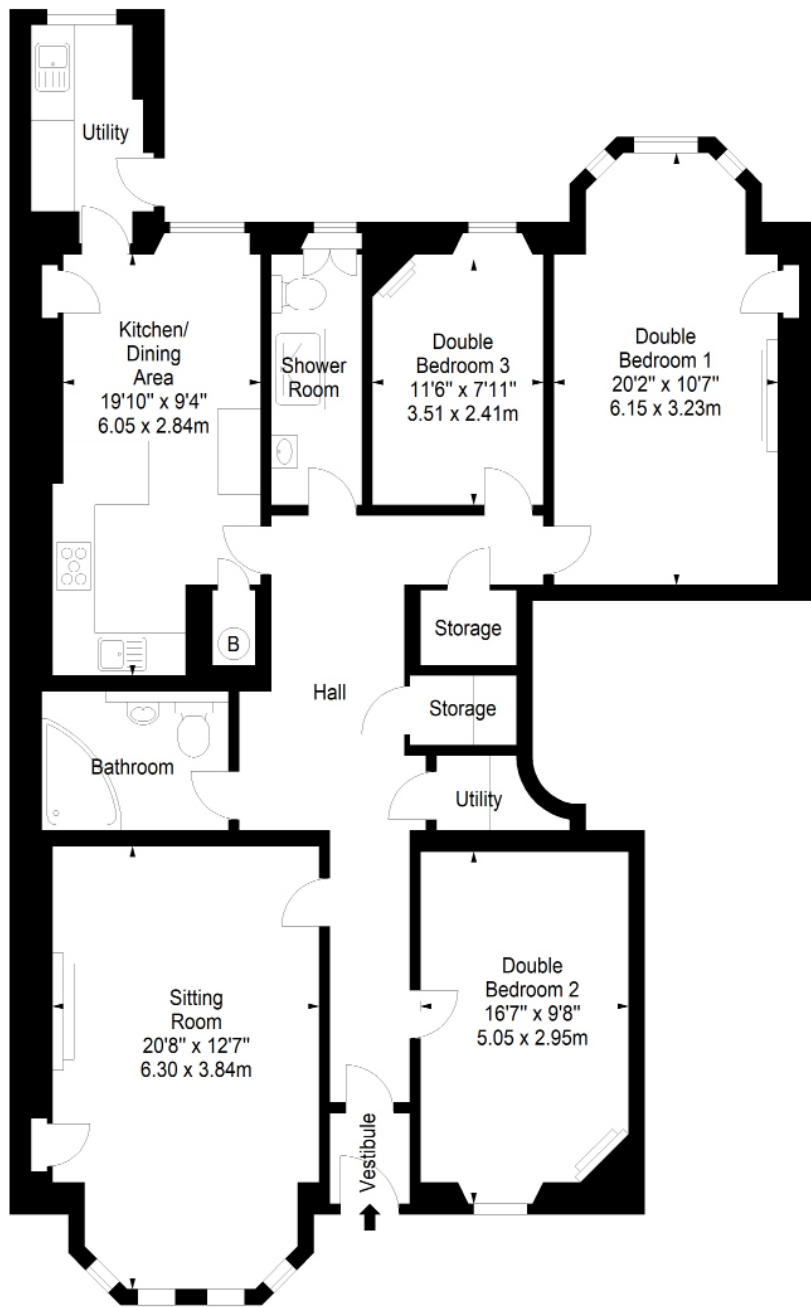 Utility
Kitchen/
Dining
Area
19'10" x 9'4"
6.05 x 2.84m
Shower
Room
Double
Bedroom 3
11'6" x 7'11"
3.51 x 2.41m
Double
Bedroom 1
20'2" x 10'7"
6.15 x 3.23m
B
Storage
Hall
Storage
Bathroom
Utility
Sitting
Room
20'8" x 12'7"
6.30 x 3.84m
Double
Bedroom 2
16'7" x 9'8"
5.05 x 2.95m
Vestibule